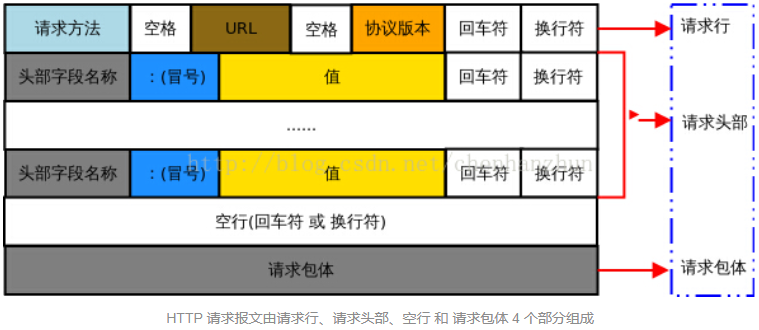 请求方法 空格 URL 空格 协议版本 回车符 换行符 请求行
头部字段名称 :(冒号) 值 回车符 换行符
...... 请求头部
http://blog.csdn.net/chenhanzhun
头部字段名称 :(冒号) 值 回车符 换行符
空行(回车符 或 换行符)
请求包体 请求包体
HTTP 请求报文由请求行、请求头部、空行 和 请求包体 4 个部分组成